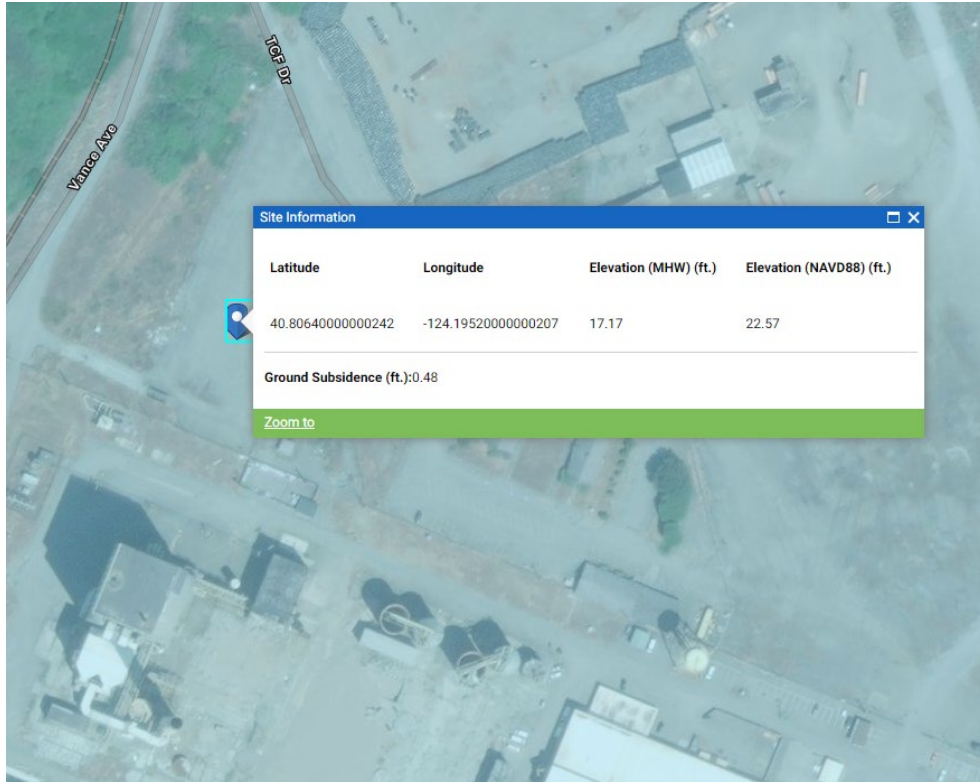 TCF Dr
Vance Ave
Site Information
Latitude Longitude Elevation (MHW) (ft.) Elevation (NAVD88) (ft.)
40.80640000000242 -124.19520000000207 17.17 22.57
Ground Subsidence (ft.):0.48
Zoom to